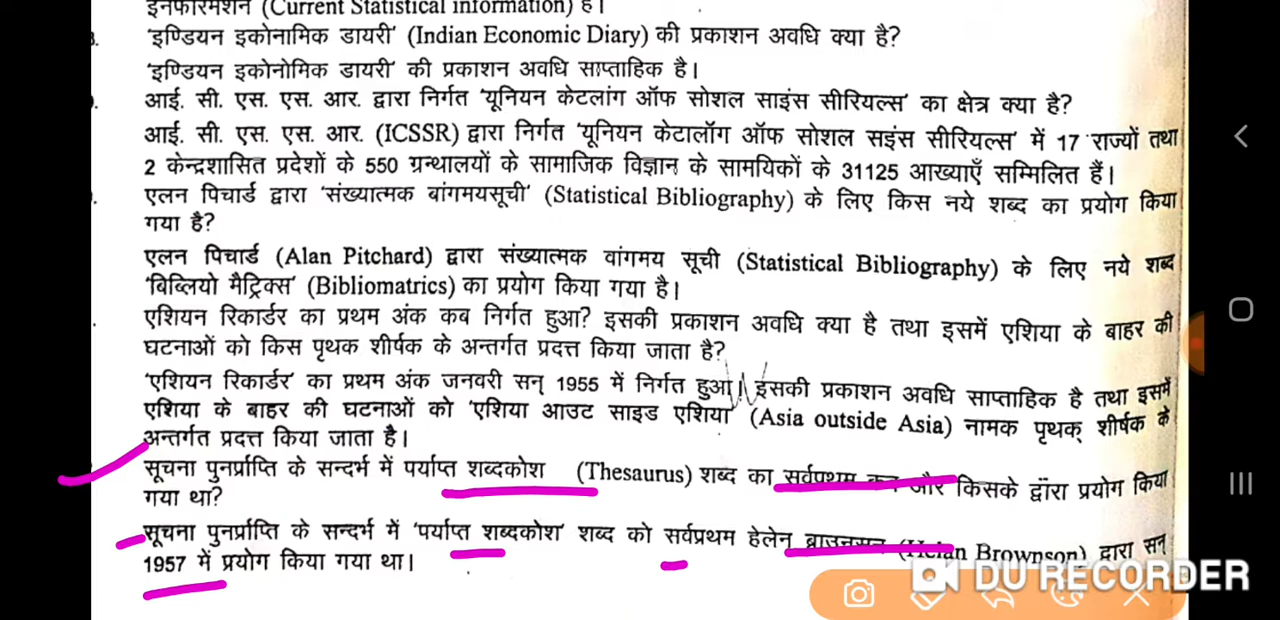 इनफारमेशन (Current Statistical information) है।
'इण्डियन इकोनामिक डायरी' (Indian Economic Diary) की प्रकाशन अवधि क्या है?
'इण्डियन इकोनोमिक डायरी' की प्रकाशन अवधि साप्ताहिक है।
आई. सी. एस. एस. आर. द्वारा निर्गत 'यूनियन केटलांग ऑफ सोशल साइंस सीरियल्स' का क्षेत्र क्या है?
आई. सी. एस. एस. आर. (ICSSR) द्वारा निर्गत 'यूनियन केटालॉग ऑफ सोशल सइंस सीरियल्स' में 17 राज्यों तथा
2 केन्द्रशासित प्रदेशों के 550 ग्रन्थालयों के सामाजिक विज्ञान के सामयिकों के 31125 आख्याएँ सम्मिलित हैं।
एलन पिचार्ड द्वारा 'संख्यात्मक बांगमयसूची' (Statistical Bibliography) के लिए किस नये शब्द का प्रयोग किया
गया है?
एलन पिचार्ड (Alan Pitchard) द्वारा संख्यात्मक वांगमय सूची (Statistical Bibliography) के लिए नये शब्द
'बिब्लियो मैट्रिक्स' (Bibliomatrics) का प्रयोग किया गया है।
एशियन रिकार्डर का प्रथम अंक कब निर्गत हुआ? इसकी प्रकाशन अवधि क्या है तथा इसमें एशिया के बाहर की
घटनाओं को किस पृथक शीर्षक के अन्तर्गत प्रदत्त किया जाता है?
'एशियन रिकार्डर' का प्रथम अंक जनवरी सन् 1955 में निर्गत हुआ। इसकी प्रकाशन अवधि साप्ताहिक है तथा इसमें
एशिया के बाहर की घटनाओं को 'एशिया आउट साइड एशिया' (Asia outside Asia) नामक पृथक् शीर्षक के
अन्तर्गत प्रदत्त किया जाता है।
सूचना पुनर्प्राप्ति के सन्दर्भ में पर्याप्त शब्दकोश (Thesaurus) शब्द का सर्वप्रथम कब और किसके द्वारा प्रयोग किया
गया था?
सूचना पुनर्प्राप्ति के सन्दर्भ में 'पर्याप्त शब्दकोश' शब्द को सर्वप्रथम हेलेन ब्राउनसन (Helan Brownson) द्वारा सन्
1957 में प्रयोग किया गया था।
DU RECORDER